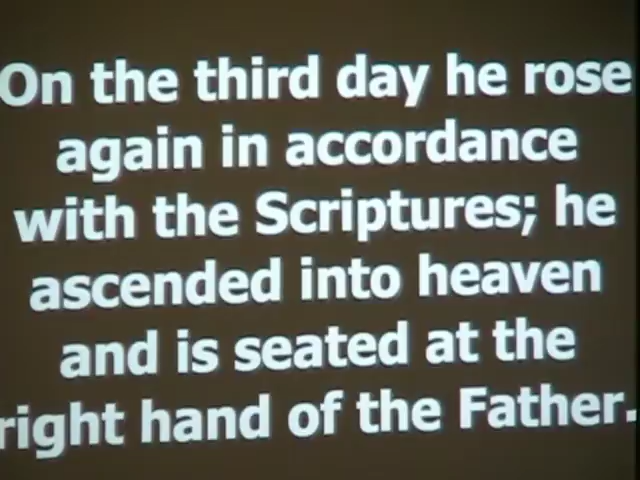 On the third day he rose
again in accordance
with the Scriptures; he
ascended into heaven
and is seated at the
right hand of the Father.